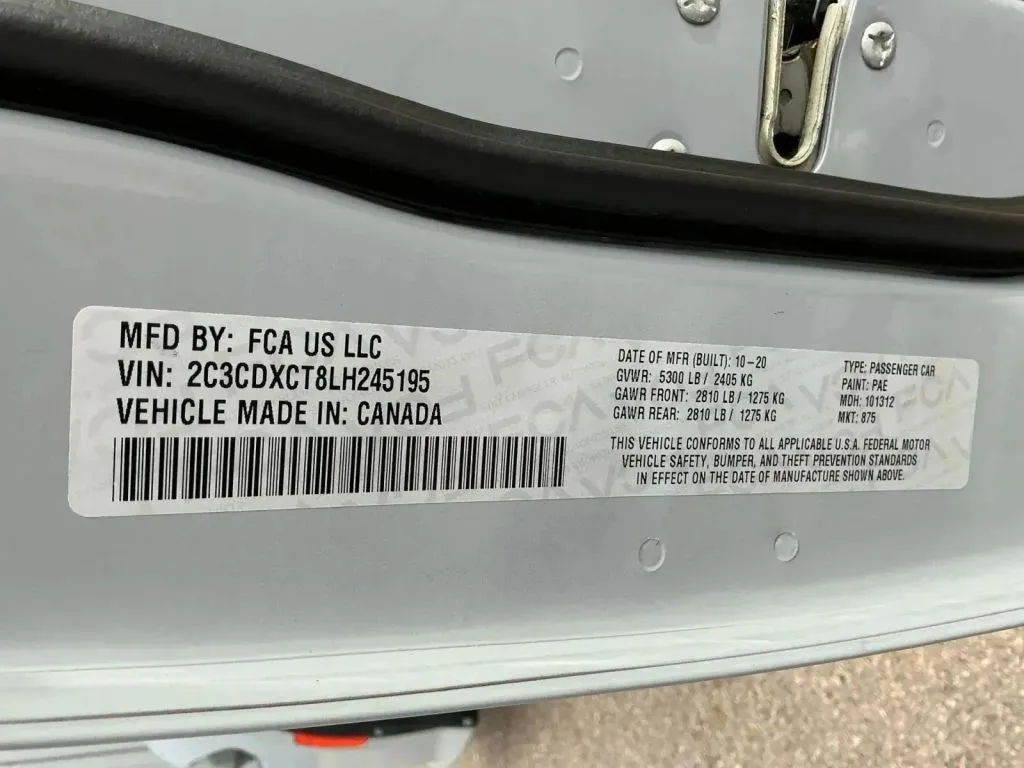 MFD BY: FCA US LLC
VIN: 2C3CDXCT8LH245195
VEHICLE MADE IN: CANADA
DATE OF MFR (BUILT): 10-20
GVWR: 5300 LB / 2405 KG
GAWR FRONT: 2810 LB / 1275 KG
GAWR REAR: 2810 LB / 1275 KG
TYPE: PASSENGER CAR
PAINT: PAE
MDH: 101312
MKT: 875
THIS VEHICLE CONFORMS TO ALL APPLICABLE U.S.A. FEDERAL MOTOR
VEHICLE SAFETY, BUMPER, AND THEFT PREVENTION STANDARDS
IN EFFECT ON THE DATE OF MANUFACTURE SHOWN ABOVE.